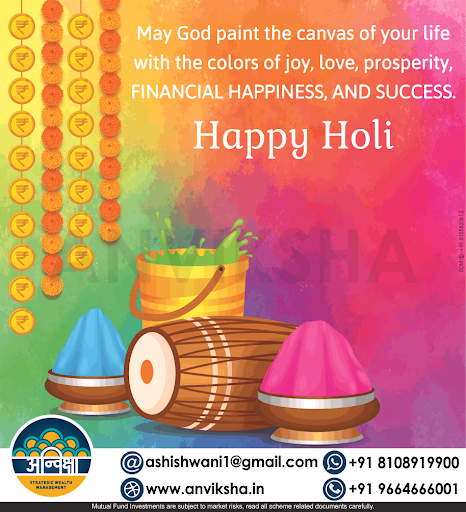 May God paint the canvas of your life
with the colors of joy, love, prosperity,
FINANCIAL HAPPINESS, AND SUCCESS.
Happy Holi
ANVIKSHA
आन्वीक्षा
STRATEGIC WEALTH
MANAGEMENT
@ ashishwani1@gmail.com +91 8108919900
www.anviksha.in +91 9664666001
Mutual Fund Investments are subject to market risks, read all scheme related documents carefully.